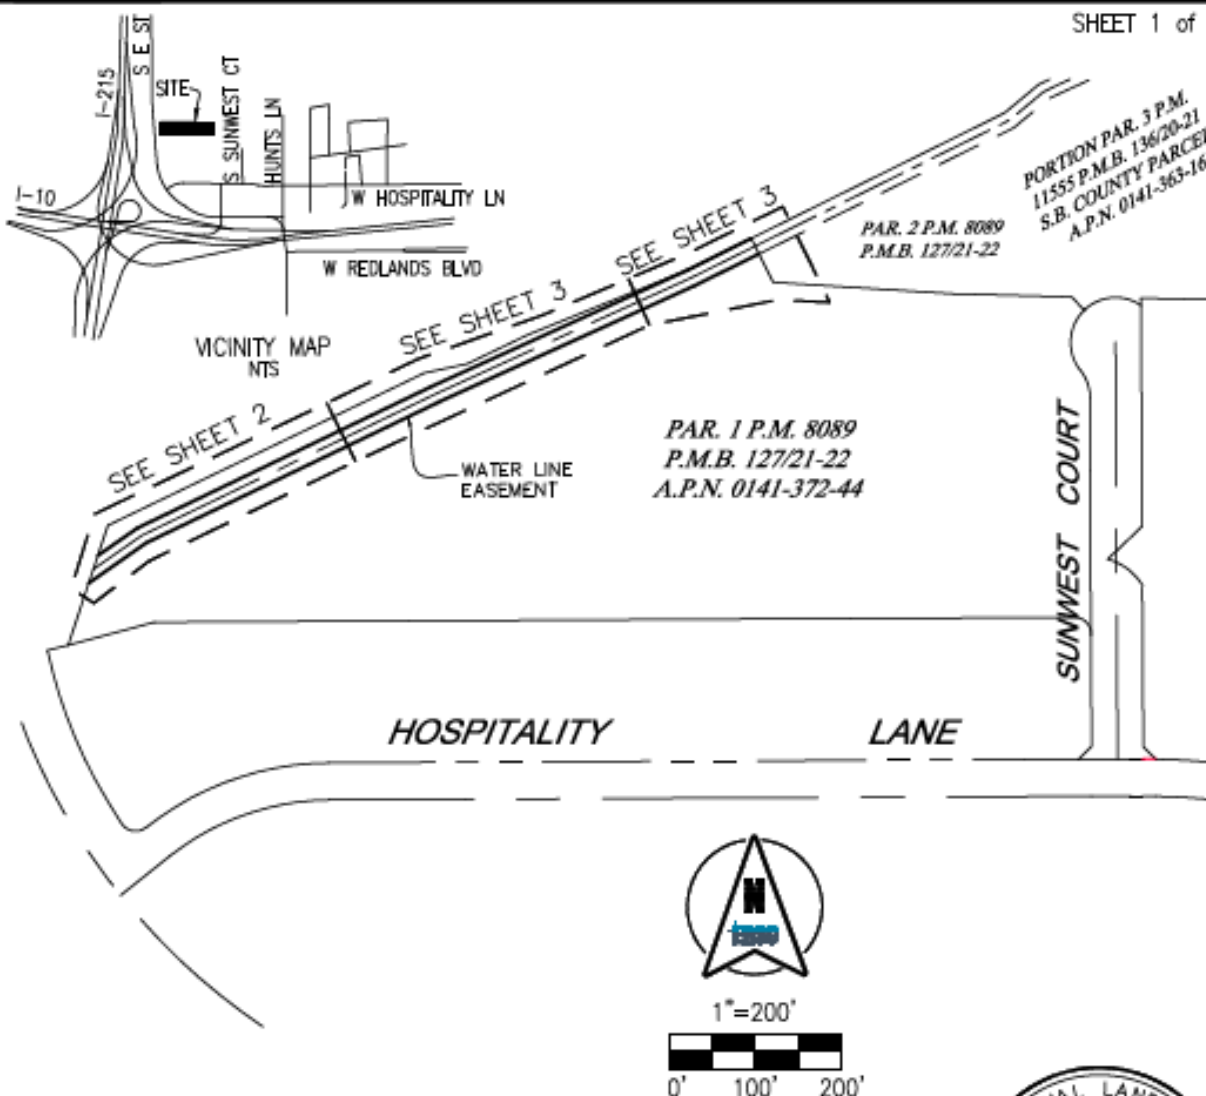 SHEET 1 of
S E ST
I-215
SITE
S SUNWEST CT
HUNTS LN
I-10
W HOSPITALITY LN
W REDLANDS BLVD
VICINITY MAP
NTS
PORTION PAR. 3 P.M.
11555 P.M.B. 136/20-21
S.B. COUNTY PARCEL
A.P.N. 0141-363-16
PAR. 2 P.M. 8089
P.M.B. 127/21-22
SEE SHEET 3
SEE SHEET 3
SEE SHEET 2
WATER LINE
EASEMENT
PAR. 1 P.M. 8089
P.M.B. 127/21-22
A.P.N. 0141-372-44
SUNWEST COURT
HOSPITALITY LANE
N
1"=200'
0' 100' 200'
LAND